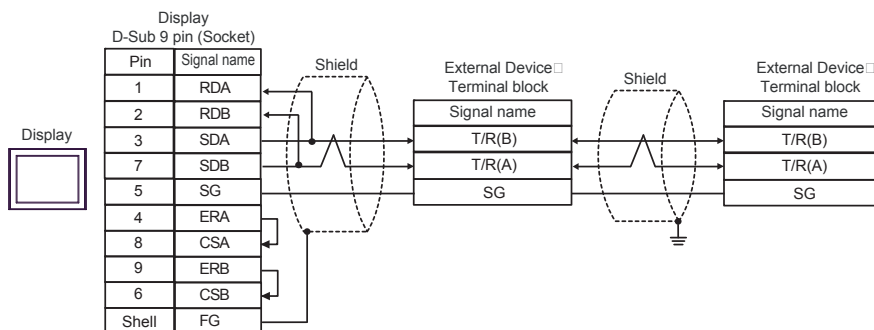 Display
D-Sub 9 pin (Socket)
Pin Signal name
1 RDA
2 RDB
3 SDA
7 SDB
5 SG
4 ERA
8 CSA
9 ERB
6 CSB
Shell FG
Display
Shield
External Device□
Terminal block
Signal name
T/R(B)
T/R(A)
SG
Shield
External Device□
Terminal block
Signal name
T/R(B)
T/R(A)
SG